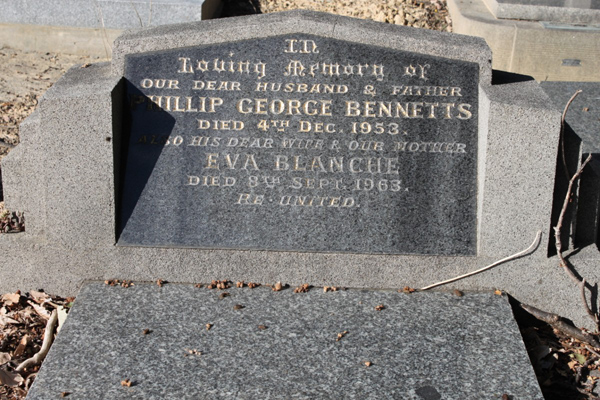 In
Loving Memory of
OUR DEAR HUSBAND & FATHER
PHILLIP GEORGE BENNETTS
DIED 4TH DEC. 1953.
ALSO HIS DEAR WIFE & OUR MOTHER
EVA BLANCHE
DIED 8TH SEPT. 1963.
RE-UNITED.